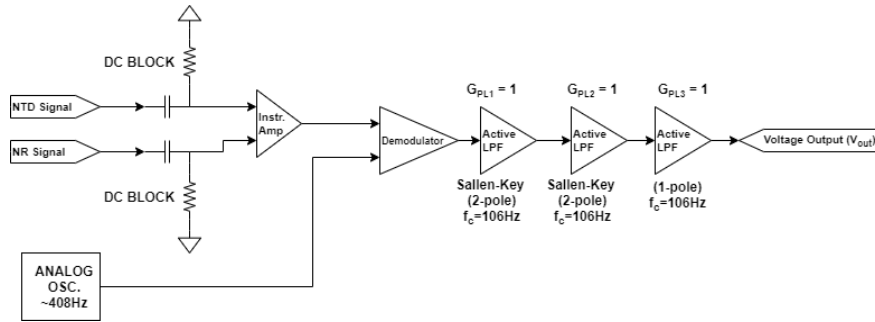 DC BLOCK
NTD Signal
NR Signal
DC BLOCK
Instr.
Amp
ANALOG
OSC.
~408Hz
Demodulator
G_PL1 = 1
Active
LPF
Sallen-Key
(2-pole)
f_c=106Hz
G_PL2 = 1
Active
LPF
Sallen-Key
(2-pole)
f_c=106Hz
G_PL3 = 1
Active
LPF
(1-pole)
f_c=106Hz
Voltage Output (V_out)